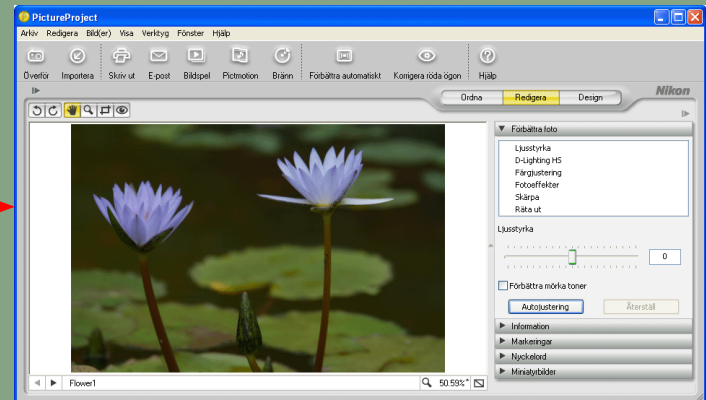 PictureProject
Arkiv Redigera Bild(er) Visa Verktyg Fönster Hjälp
Överför Importera Skriv ut E-post Bildspel Pictmotion Bränn Förbättra automatiskt Korrigera röda ögon Hjälp
Ordna Redigera Design Nikon
Förbättra foto
Ljusstyrka
D-Lighting HS
Färgjustering
Fotoeffekter
Skärpa
Räta ut
Ljusstyrka
0
Förbättra mörka toner
Autojustering Återställ
Information
Markeringar
Nyckelord
Miniatyrbilder
Flower1 50.59%*